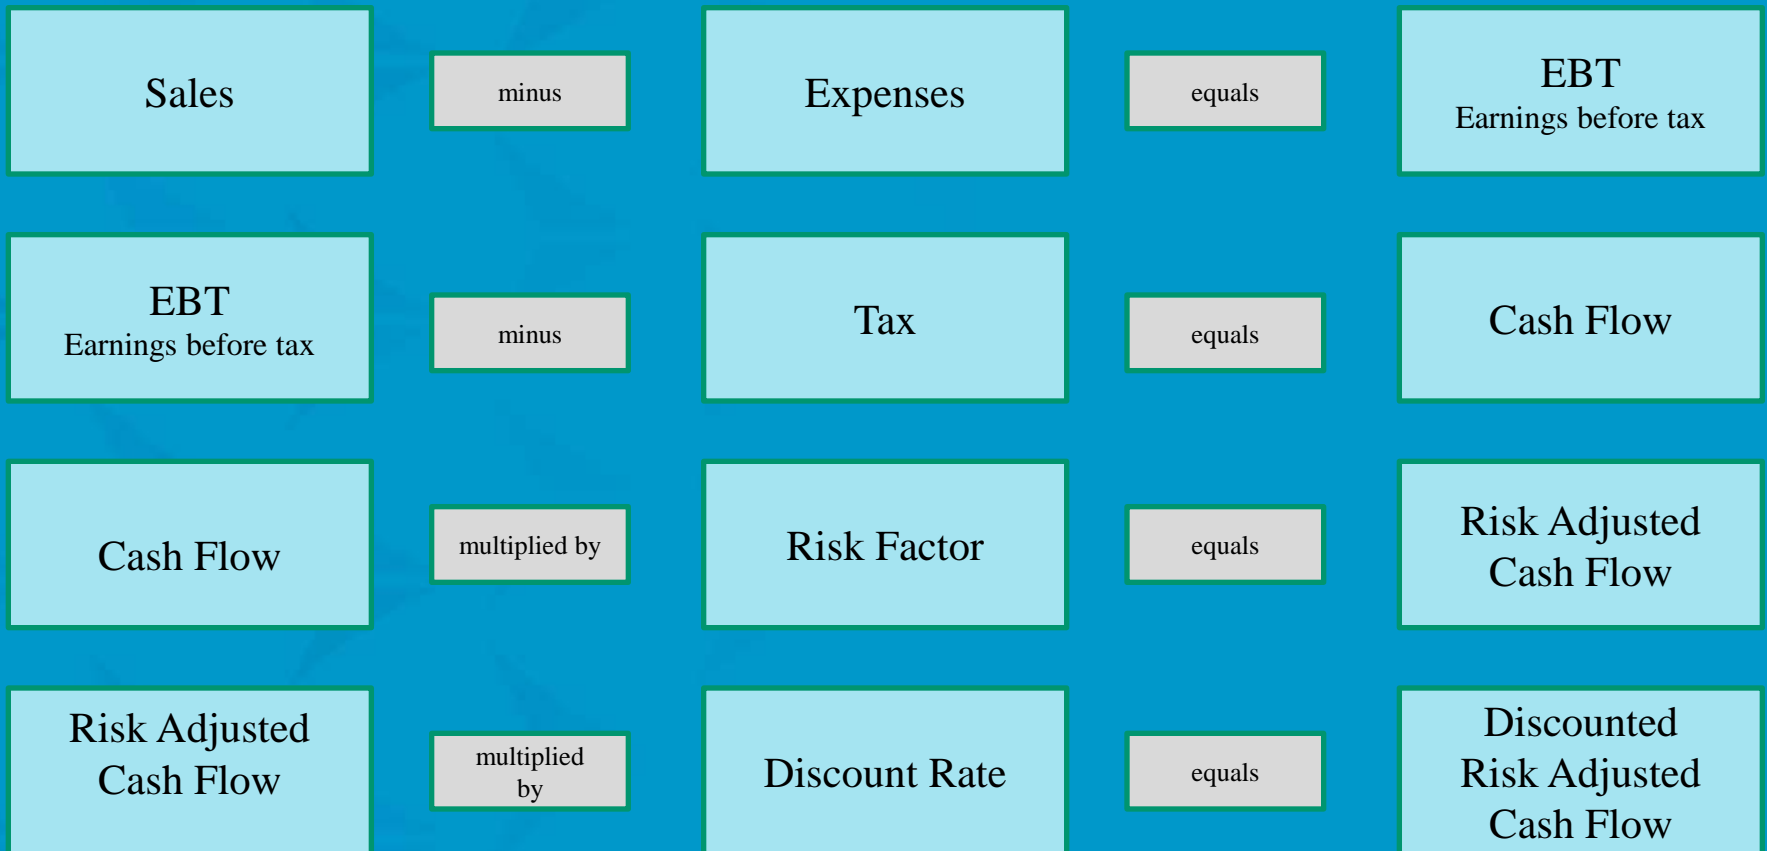 Sales
minus
Expenses
equals
EBT
Earnings before tax
EBT
Earnings before tax
minus
Tax
equals
Cash Flow
Cash Flow
multiplied by
Risk Factor
equals
Risk Adjusted
Cash Flow
Risk Adjusted
Cash Flow
multiplied
by
Discount Rate
equals
Discounted
Risk Adjusted
Cash Flow